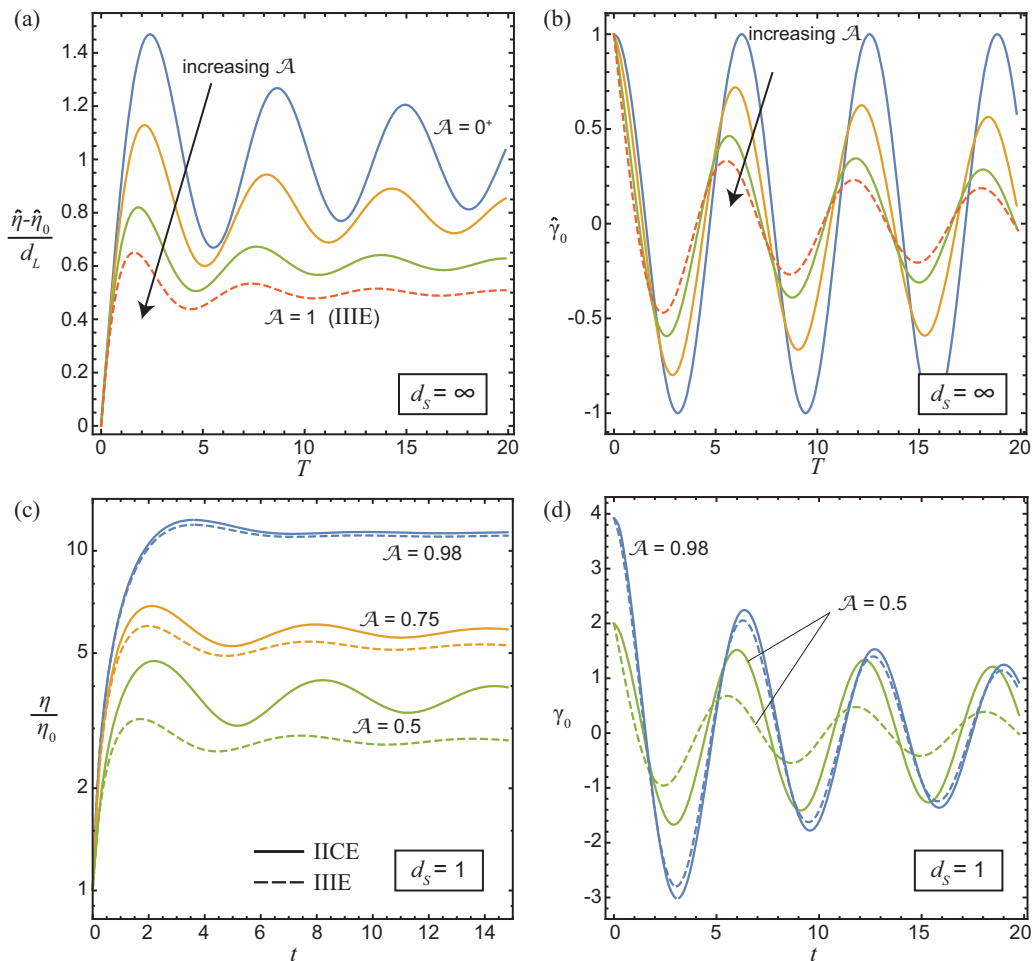 (a)
1.4
1.2
1
0.8
0.6
0.4
0.2
0
η̂-η̂₀
d_L
increasing 𝒜
𝒜 = 0⁺
𝒜 = 1 (IIIE)
d_S = ∞
0 5 10 15 20
T
(b)
1
0.5
0
-0.5
-1
γ̂₀
increasing 𝒜
d_S = ∞
0 5 10 15 20
T
(c)
10
5
2
1
η
η₀
𝒜 = 0.98
𝒜 = 0.75
𝒜 = 0.5
IICE
IIIE
d_S = 1
0 2 4 6 8 10 12 14
t
(d)
4
3
2
1
0
-1
-2
-3
γ₀
𝒜 = 0.98
𝒜 = 0.5
d_S = 1
0 5 10 15 20
t